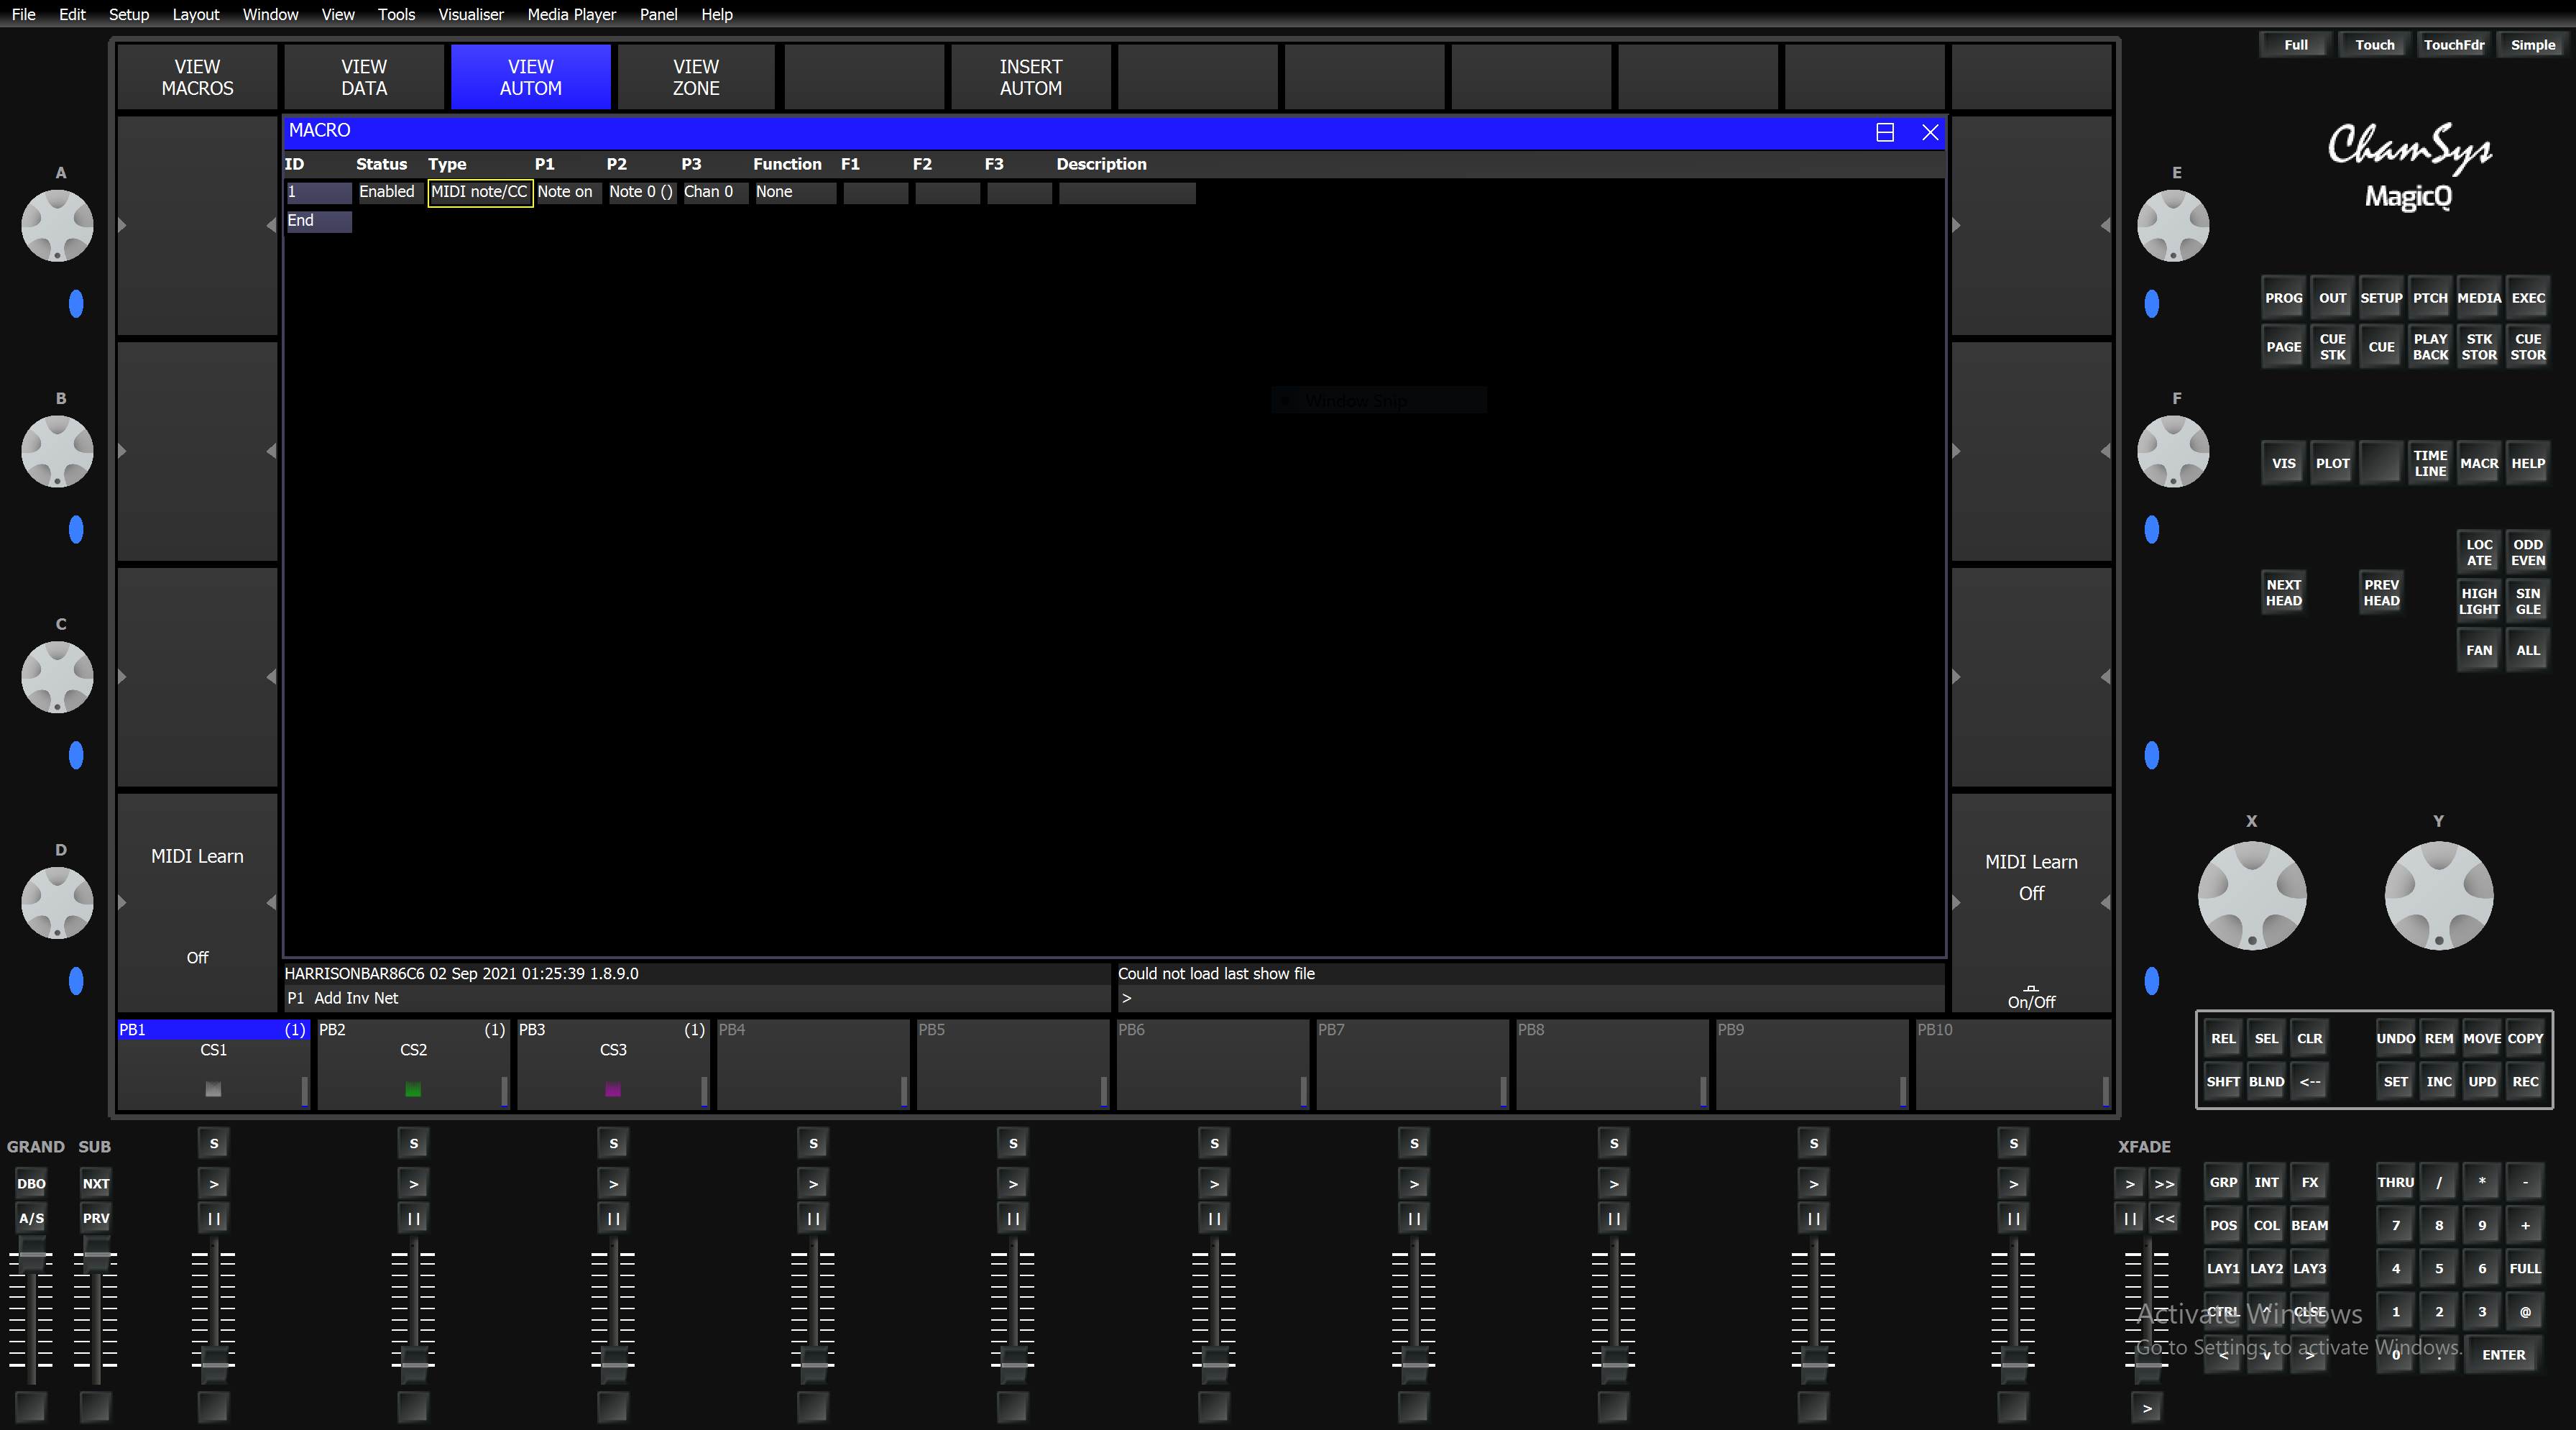 File Edit Setup Layout Window View Tools Visualiser Media Player Panel Help
Full Touch TouchFdr Simple
VIEW MACROS
VIEW DATA
VIEW AUTOM
VIEW ZONE
INSERT AUTOM
MACRO
ID Status Type P1 P2 P3 Function F1 F2 F3 Description
1 Enabled MIDI note/CC Note on Note 0 () Chan 0 None
End
Window Snip
A
B
C
D
E
F
ChamSys
MagicQ
PROG OUT SETUP PTCH MEDIA EXEC
PAGE CUE STK CUE PLAY BACK STK STOR CUE STOR
VIS PLOT TIME LINE MACR HELP
LOC ATE ODD EVEN
NEXT HEAD PREV HEAD HIGH LIGHT SIN GLE
FAN ALL
X Y
MIDI Learn
Off
MIDI Learn
Off
On/Off
HARRISONBAR86C6 02 Sep 2021 01:25:39 1.8.9.0
Could not load last show file
P1 Add Inv Net
>
PB1 (1) PB2 (1) PB3 (1) PB4 PB5 PB6 PB7 PB8 PB9 PB10
CS1 CS2 CS3
REL SEL CLR UNDO REM MOVE COPY
SHFT BLND <-- SET INC UPD REC
GRAND SUB S S S S S S S S S S XFADE
DBO NXT > > > > > > > > > > > >>
A/S PRV || || || || || || || || || || || <<
GRP INT FX THRU / * -
POS COL BEAM 7 8 9 +
LAY1 LAY2 LAY3 4 5 6 FULL
CTRL ^ CLSE 1 2 3 @
< v > 0 . ENTER
>
Activate Windows
Go to Settings to activate Windows.